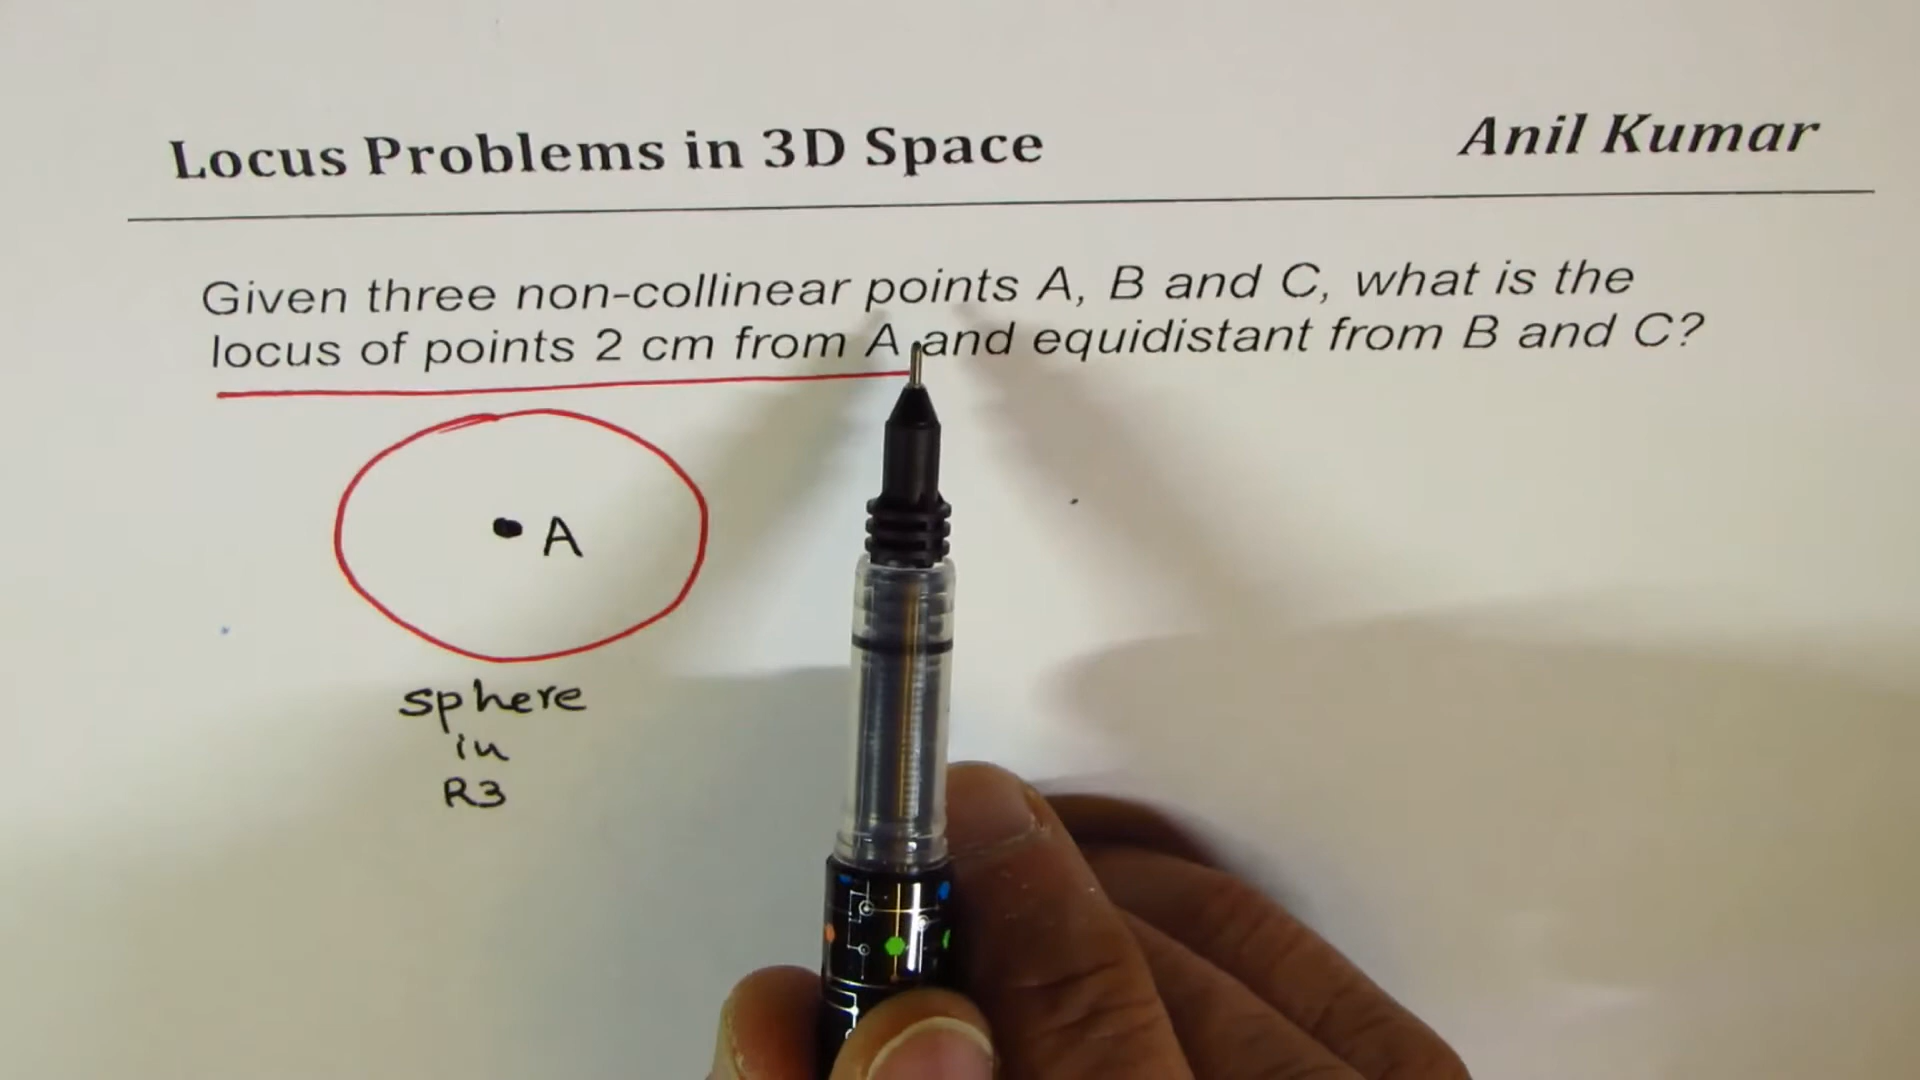 Locus Problems in 3D Space
Anil Kumar
Given three non-collinear points A, B and C, what is the
locus of points 2 cm from A and equidistant from B and C?
A
sphere
in
R3